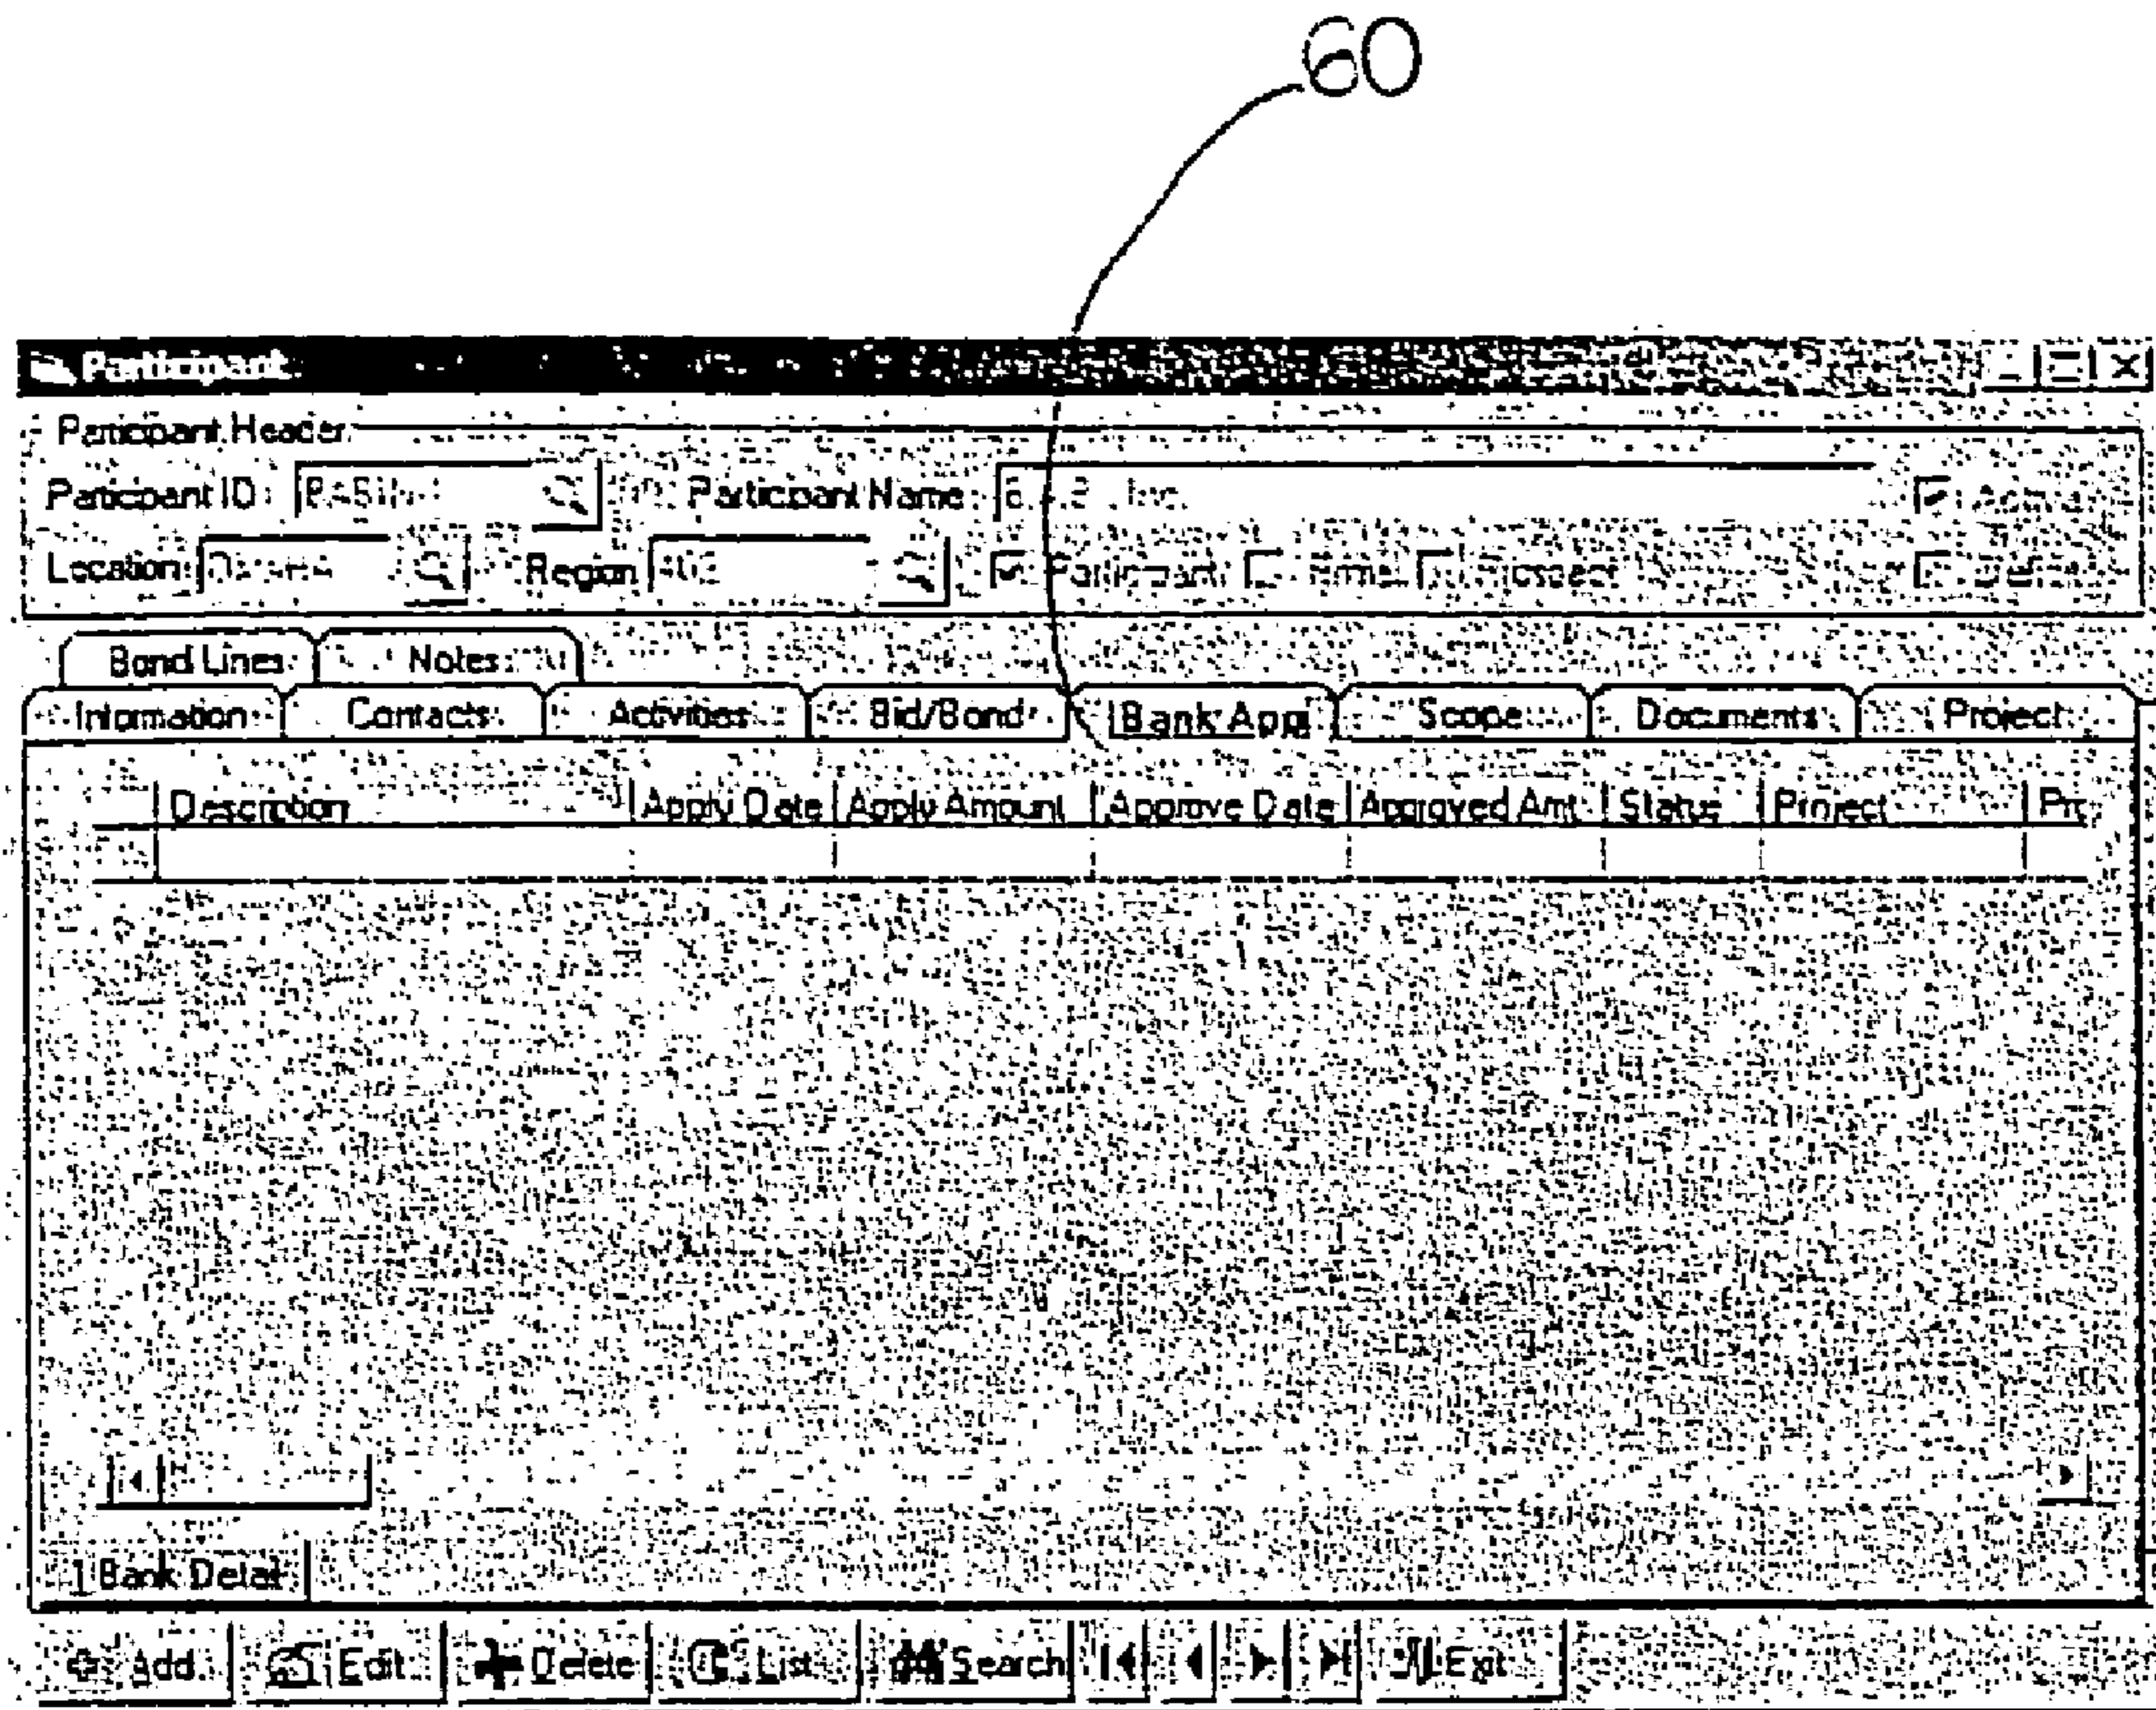 60
Participant
Participant Header
Participant ID: Participant Name: Inc.
Location: Region Participant
Bond Lines Notes
Information Contacts Activities Bid/Bond Bank Appl Scope Documents Project
Description Apply Date Apply Amount Approve Date Approved Amt Status Project
Bank Detail
Add Edit Delete List Search Exit